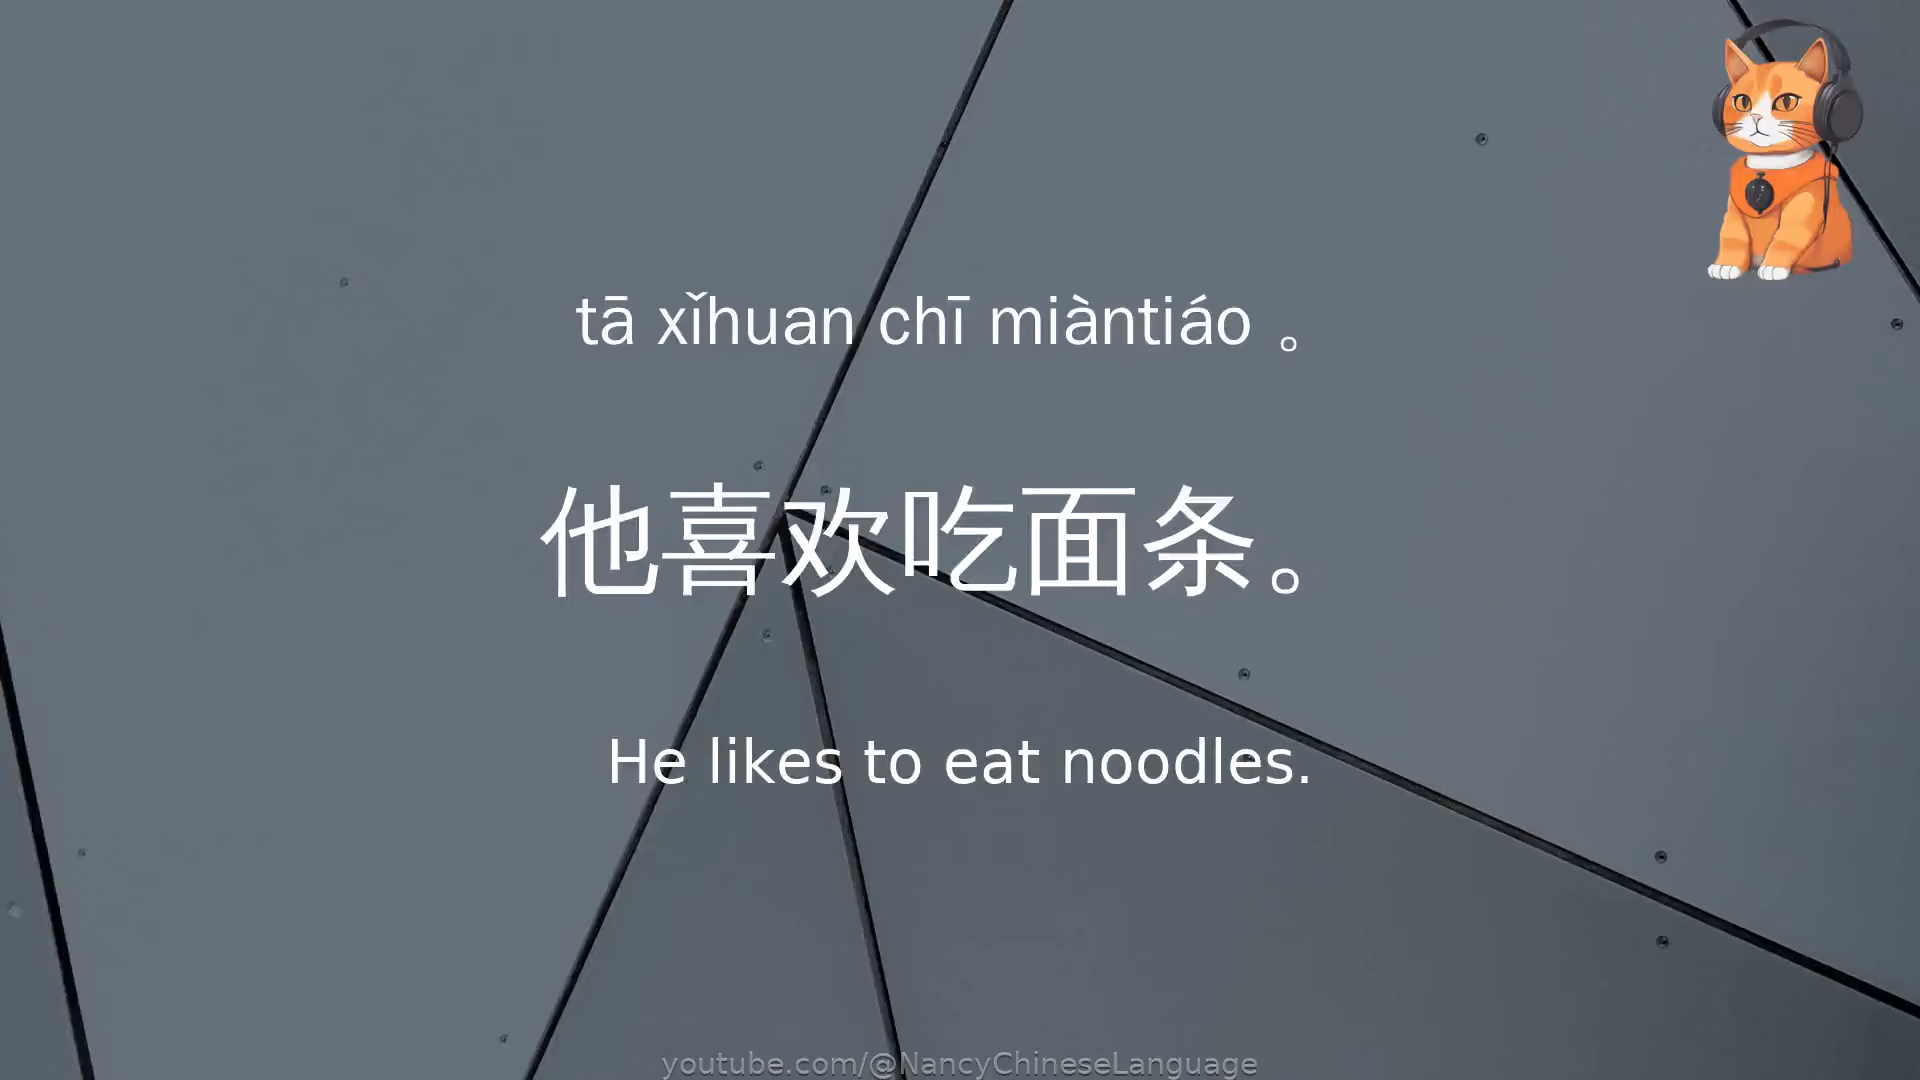 tā xǐhuan chī miàntiáo 。
他喜欢吃面条。
He likes to eat noodles.
youtube.com/@NancyChineseLanguage